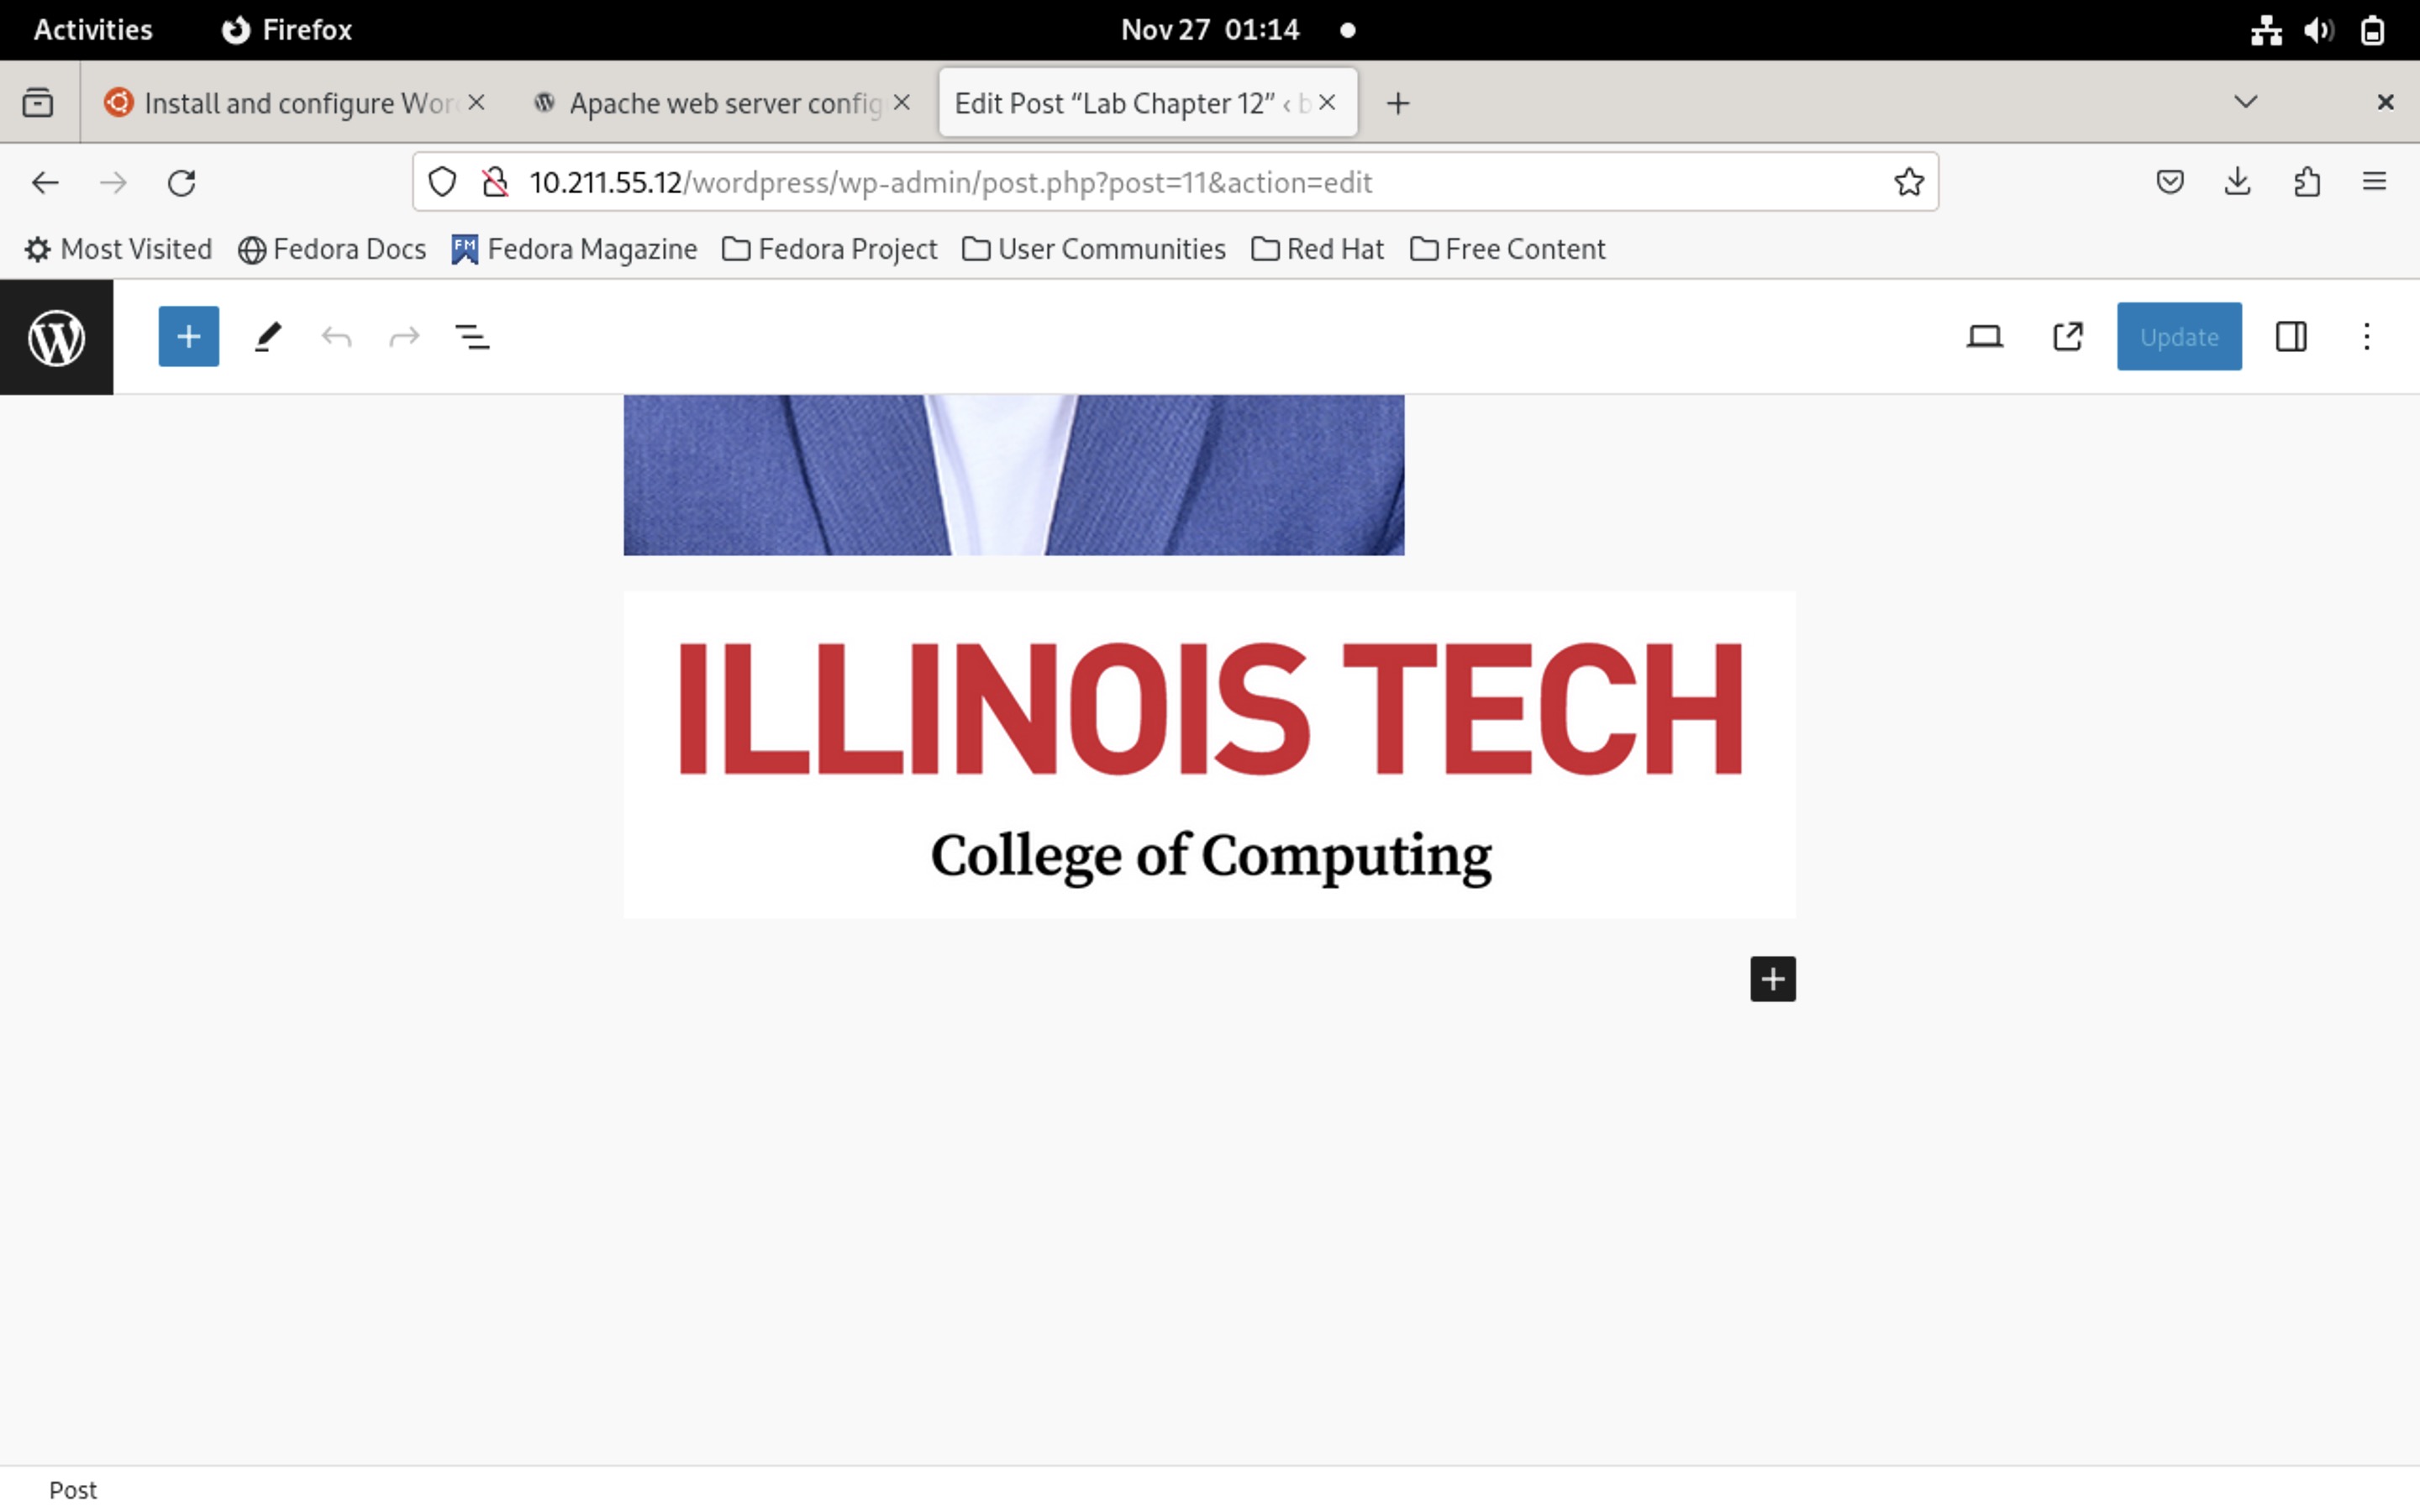 Activities Firefox Nov 27 01:14
Install and configure Wor Apache web server config Edit Post “Lab Chapter 12” ‹ b
10.211.55.12/wordpress/wp-admin/post.php?post=11&action=edit
Most Visited Fedora Docs FM Fedora Magazine Fedora Project User Communities Red Hat Free Content
W Update
ILLINOIS TECH
College of Computing
Post